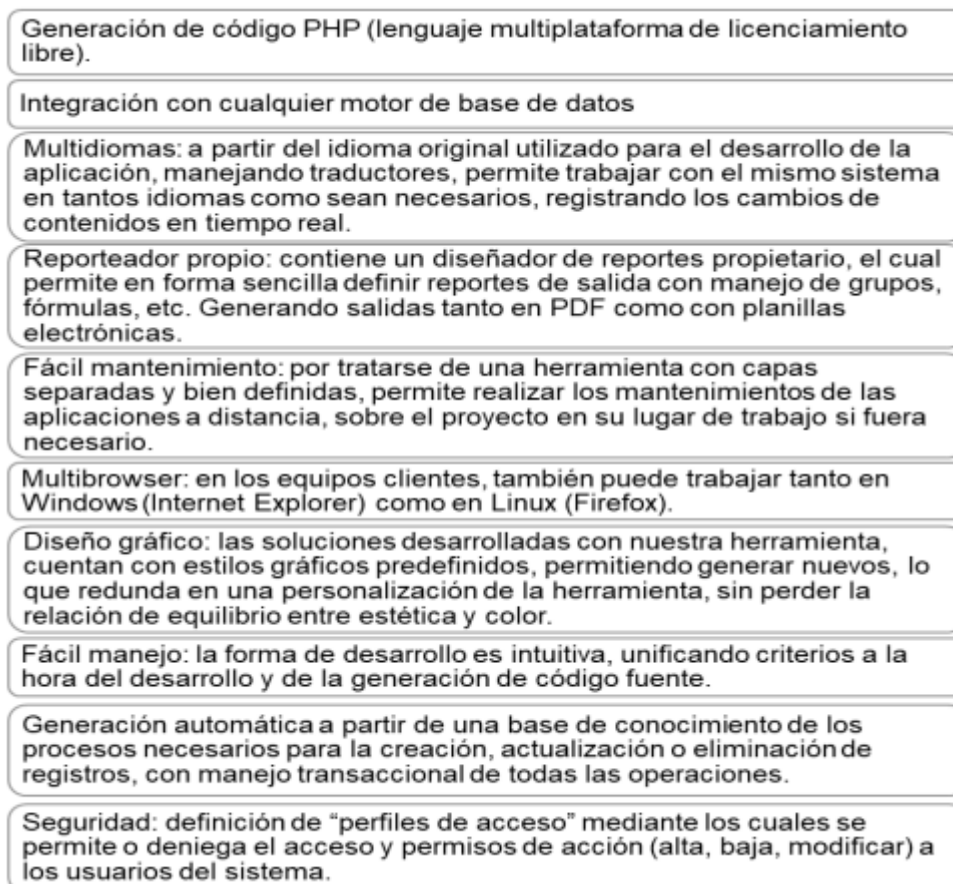 Generación de código PHP (lenguaje multiplataforma de licenciamiento
libre).
Integración con cualquier motor de base de datos
Multidiomas: a partir del idioma original utilizado para el desarrollo de la
aplicación, manejando traductores, permite trabajar con el mismo sistema
en tantos idiomas como sean necesarios, registrando los cambios de
contenidos en tiempo real.
Reporteador propio: contiene un diseñador de reportes propietario, el cual
permite en forma sencilla definir reportes de salida con manejo de grupos,
fórmulas, etc. Generando salidas tanto en PDF como con planillas
electrónicas.
Fácil mantenimiento: por tratarse de una herramienta con capas
separadas y bien definidas, permite realizar los mantenimientos de las
aplicaciones a distancia, sobre el proyecto en su lugar de trabajo si fuera
necesario.
Multibrowser: en los equipos clientes, también puede trabajar tanto en
Windows (Internet Explorer) como en Linux (Firefox).
Diseño gráfico: las soluciones desarrolladas con nuestra herramienta,
cuentan con estilos gráficos predefinidos, permitiendo generar nuevos, lo
que redunda en una personalización de la herramienta, sin perder la
relación de equilibrio entre estética y color.
Fácil manejo: la forma de desarrollo es intuitiva, unificando criterios a la
hora del desarrollo y de la generación de código fuente.
Generación automática a partir de una base de conocimiento de los
procesos necesarios para la creación, actualización o eliminación de
registros, con manejo transaccional de todas las operaciones.
Seguridad: definición de “perfiles de acceso” mediante los cuales se
permite o deniega el acceso y permisos de acción (alta, baja, modificar) a
los usuarios del sistema.